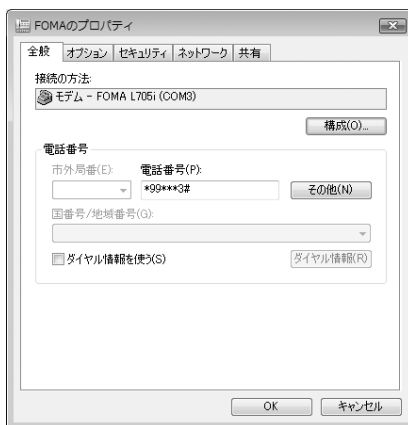 FOMAのプロパティ
全般 オプション セキュリティ ネットワーク 共有
接続の方法:
モデム - FOMA L705i (COM3)
構成(O)...
電話番号
市外局番(E): 電話番号(P):
*99***3# その他(N)
国番号/地域番号(G):
ダイヤル情報を使う(S) ダイヤル情報(R)
OK キャンセル